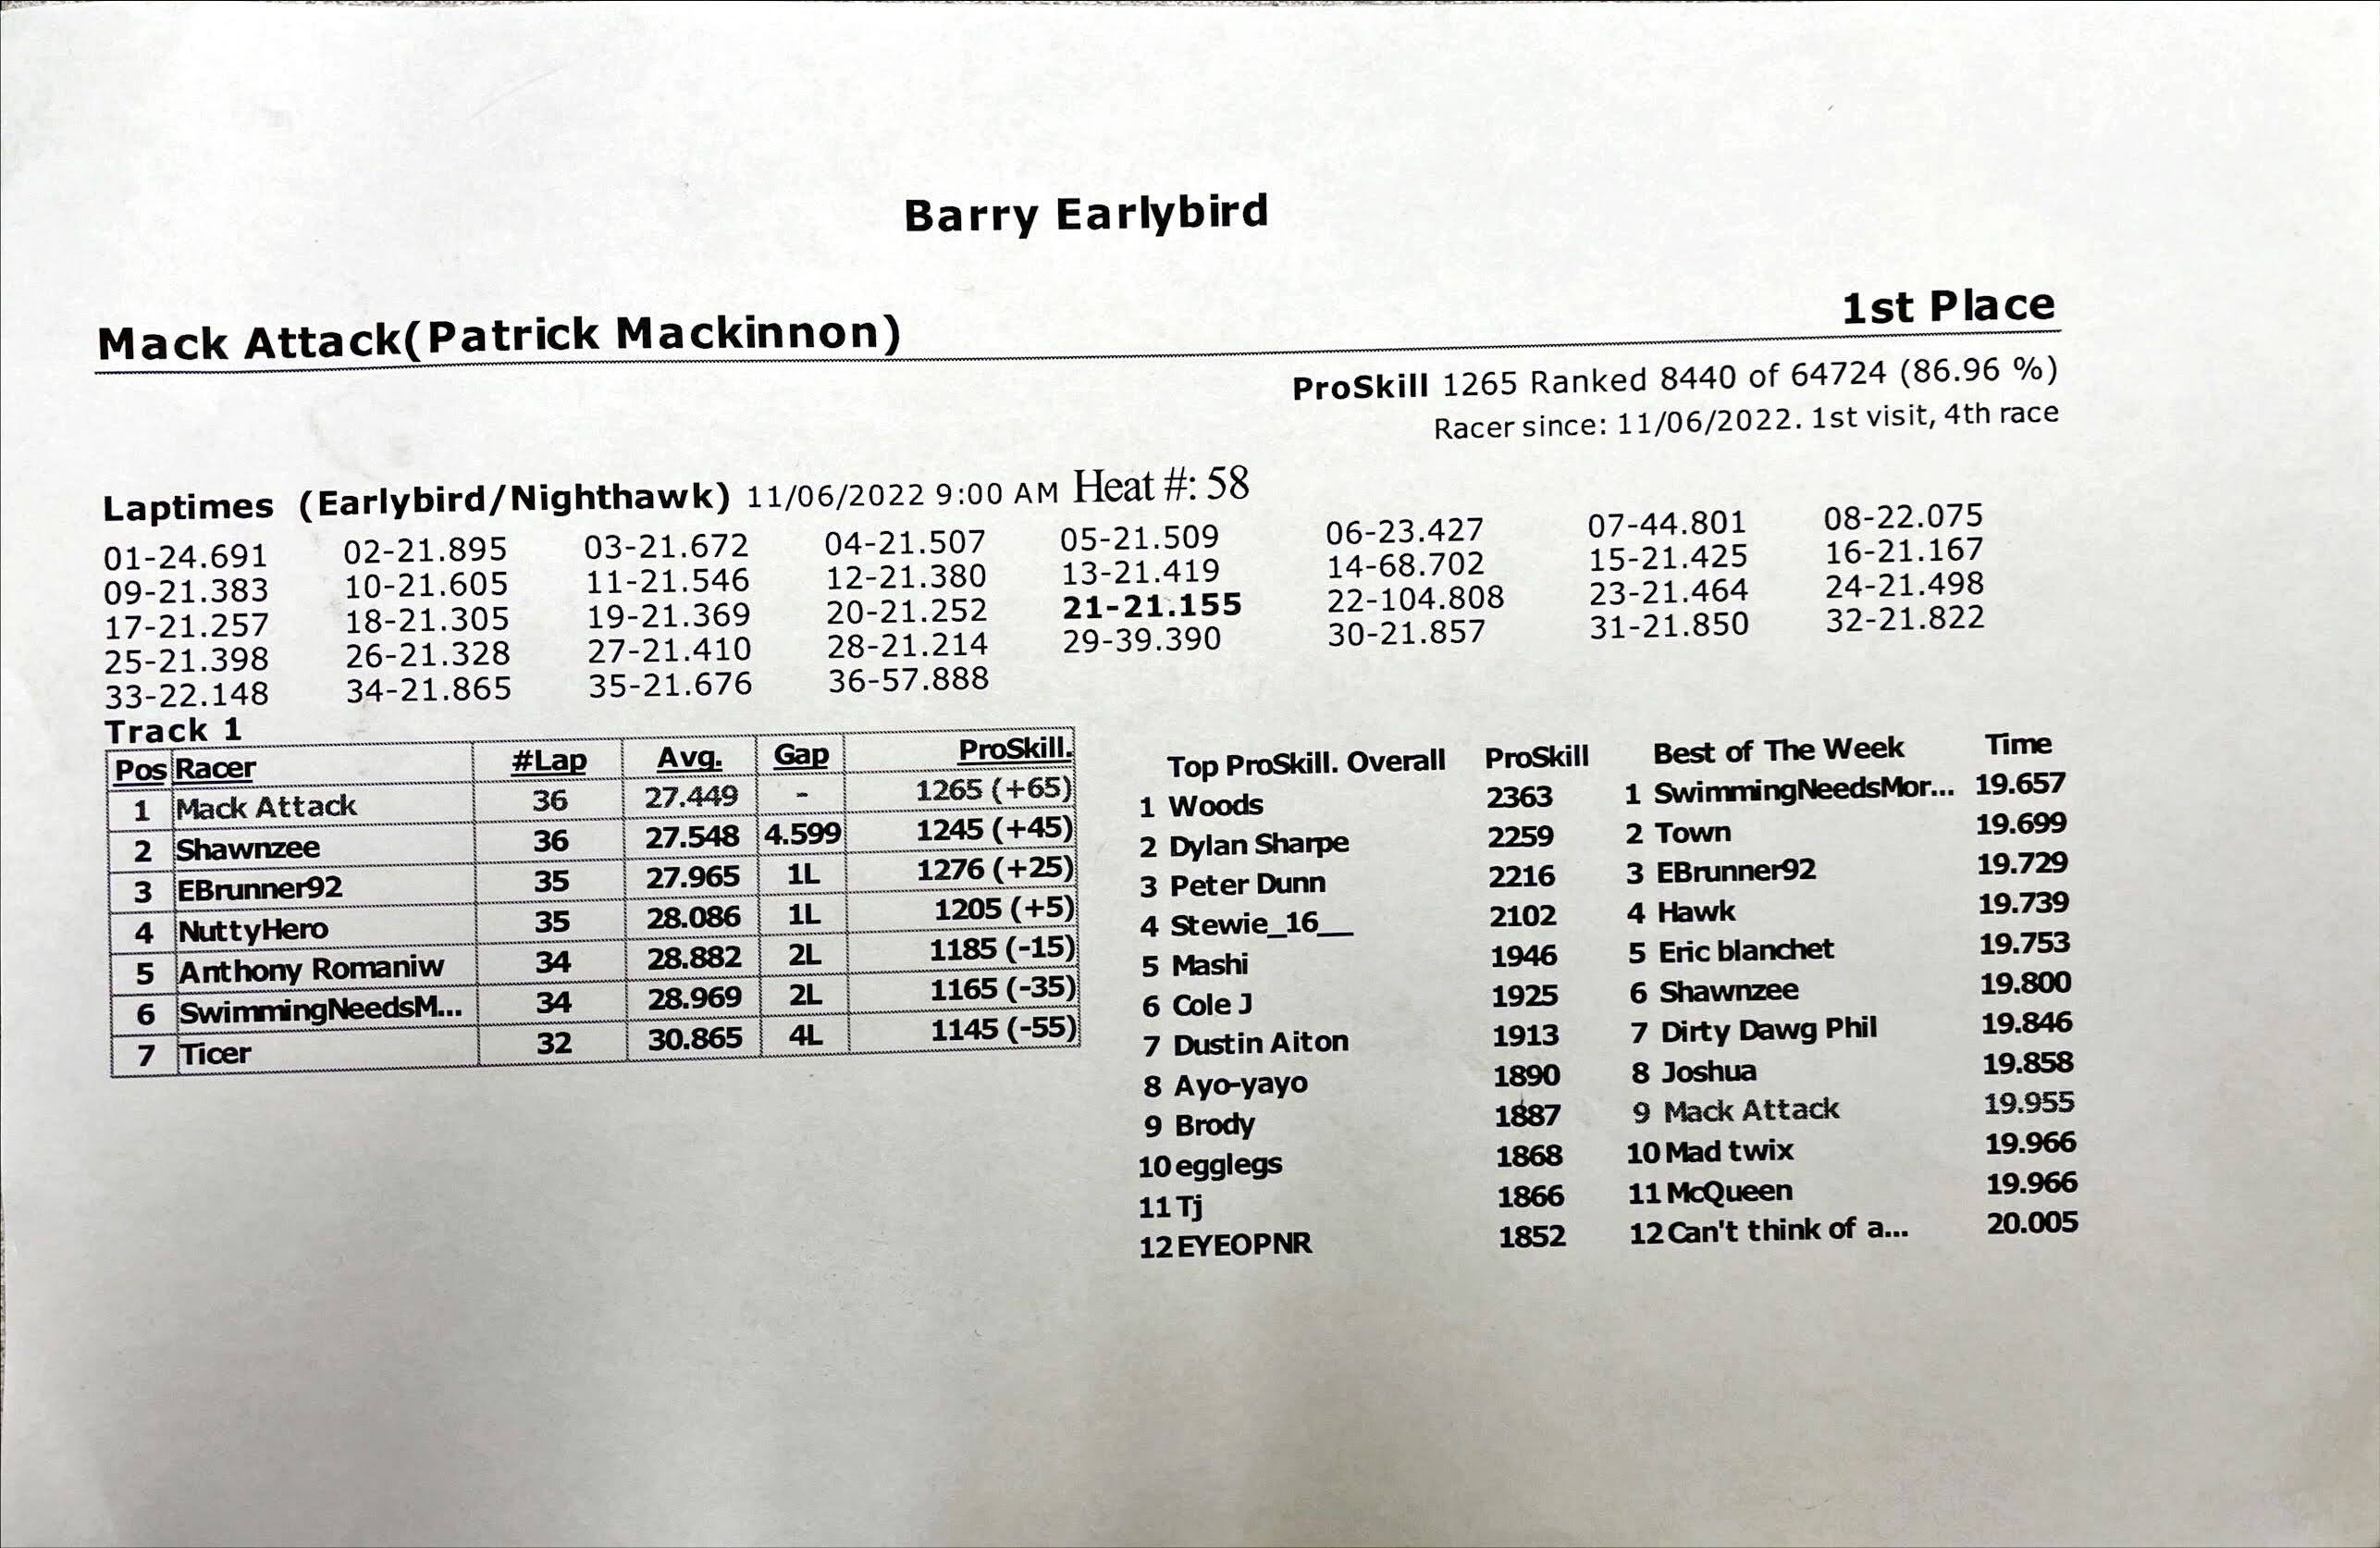 Barry Earlybird
Mack Attack(Patrick Mackinnon) 1st Place
ProSkill 1265 Ranked 8440 of 64724 (86.96 %)
Racer since: 11/06/2022. 1st visit, 4th race
Laptimes (Earlybird/Nighthawk) 11/06/2022 9:00 AM Heat #: 58
01-24.691 02-21.895 03-21.672 04-21.507 05-21.509 06-23.427 07-44.801 08-22.075
09-21.383 10-21.605 11-21.546 12-21.380 13-21.419 14-68.702 15-21.425 16-21.167
17-21.257 18-21.305 19-21.369 20-21.252 21-21.155 22-104.808 23-21.464 24-21.498
25-21.398 26-21.328 27-21.410 28-21.214 29-39.390 30-21.857 31-21.850 32-21.822
33-22.148 34-21.865 35-21.676 36-57.888
Track 1
Pos Racer #Lap Avg. Gap ProSkill.
1 Mack Attack 36 27.449 - 1265 (+65)
2 Shawnzee 36 27.548 4.599 1245 (+45)
3 EBrunner92 35 27.965 1L 1276 (+25)
4 NuttyHero 35 28.086 1L 1205 (+5)
5 Anthony Romaniw 34 28.882 2L 1185 (-15)
6 SwimmingNeedsM... 34 28.969 2L 1165 (-35)
7 Ticer 32 30.865 4L 1145 (-55)
Top ProSkill. Overall ProSkill
1 Woods 2363
2 Dylan Sharpe 2259
3 Peter Dunn 2216
4 Stewie_16__ 2102
5 Mashi 1946
6 Cole J 1925
7 Dustin Aiton 1913
8 Ayo-yayo 1890
9 Brody 1887
10 egglegs 1868
11 Tj 1866
12 EYEOPNR 1852
Best of The Week Time
1 SwimmingNeedsMor... 19.657
2 Town 19.699
3 EBrunner92 19.729
4 Hawk 19.739
5 Eric blanchet 19.753
6 Shawnzee 19.800
7 Dirty Dawg Phil 19.846
8 Joshua 19.858
9 Mack Attack 19.955
10 Mad twix 19.966
11 McQueen 19.966
12 Can't think of a... 20.005